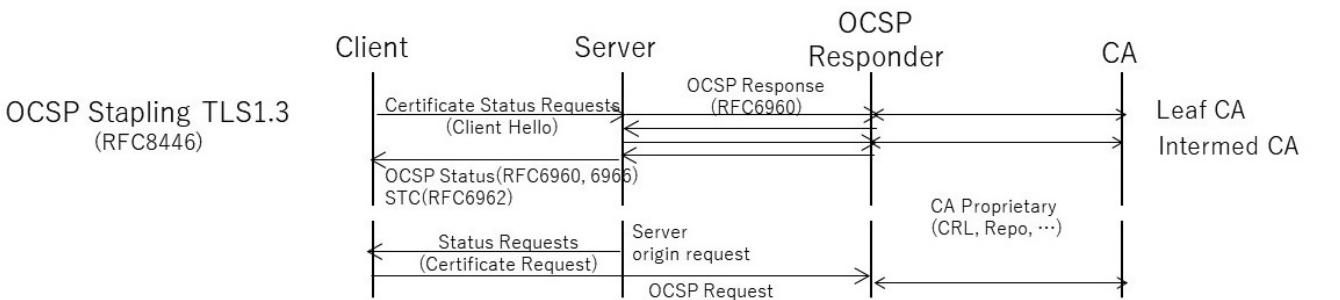 OCSP
Client
Server
Responder
CA
OCSP Stapling TLS1.3
(RFC8446)
Certificate Status Requests
(Client Hello)
OCSP Response
(RFC6960)
Leaf CA
Intermed CA
OCSP Status(RFC6960, 6966)
STC(RFC6962)
CA Proprietary
(CRL, Repo, …)
Status Requests
(Certificate Request)
Server
origin request
OCSP Request